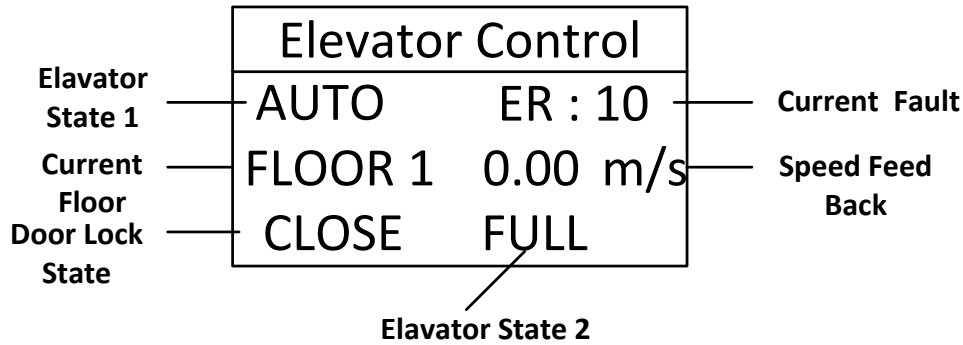 Elevator Control
Elavator
State 1
AUTO
ER : 10
Current Fault
Current
Floor
FLOOR 1
0.00 m/s
Speed Feed
Back
Door Lock
State
CLOSE
FULL
Elavator State 2